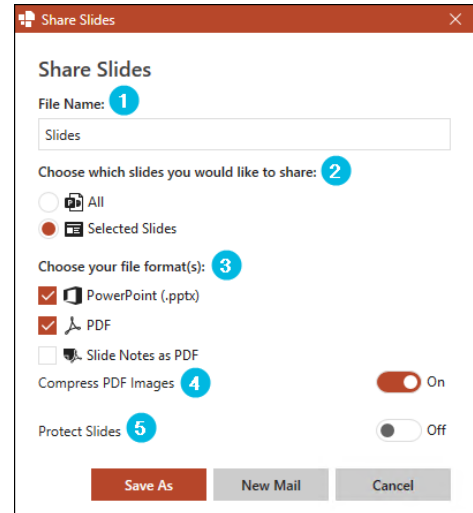 Share Slides
Share Slides
File Name: 1
Slides
Choose which slides you would like to share: 2
All
Selected Slides
Choose your file format(s): 3
PowerPoint (.pptx)
PDF
Slide Notes as PDF
Compress PDF Images 4 On
Protect Slides 5 Off
Save As New Mail Cancel